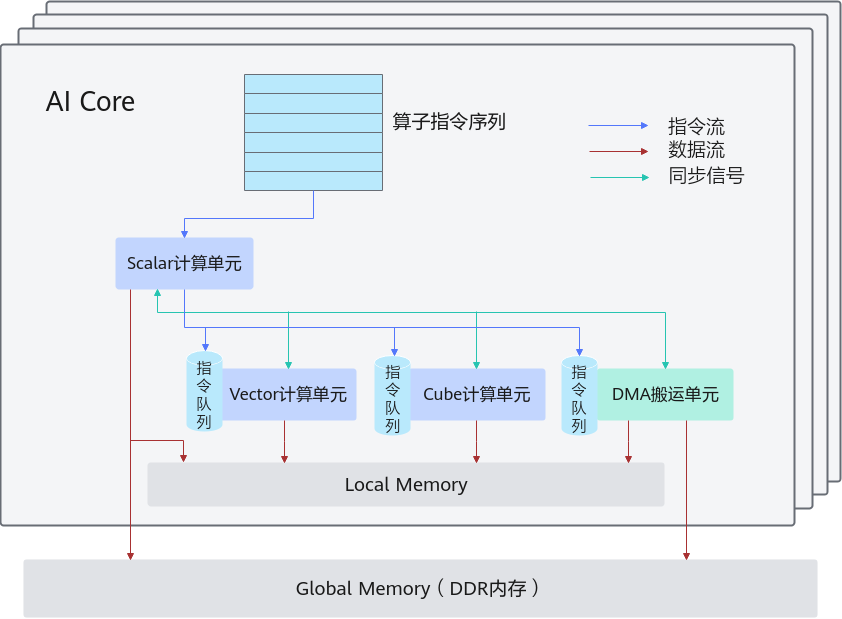 AI Core
算子指令序列
指令流
数据流
同步信号
Scalar计算单元
指令队列
Vector计算单元
指令队列
Cube计算单元
指令队列
DMA搬运单元
Local Memory
Global Memory（DDR内存）